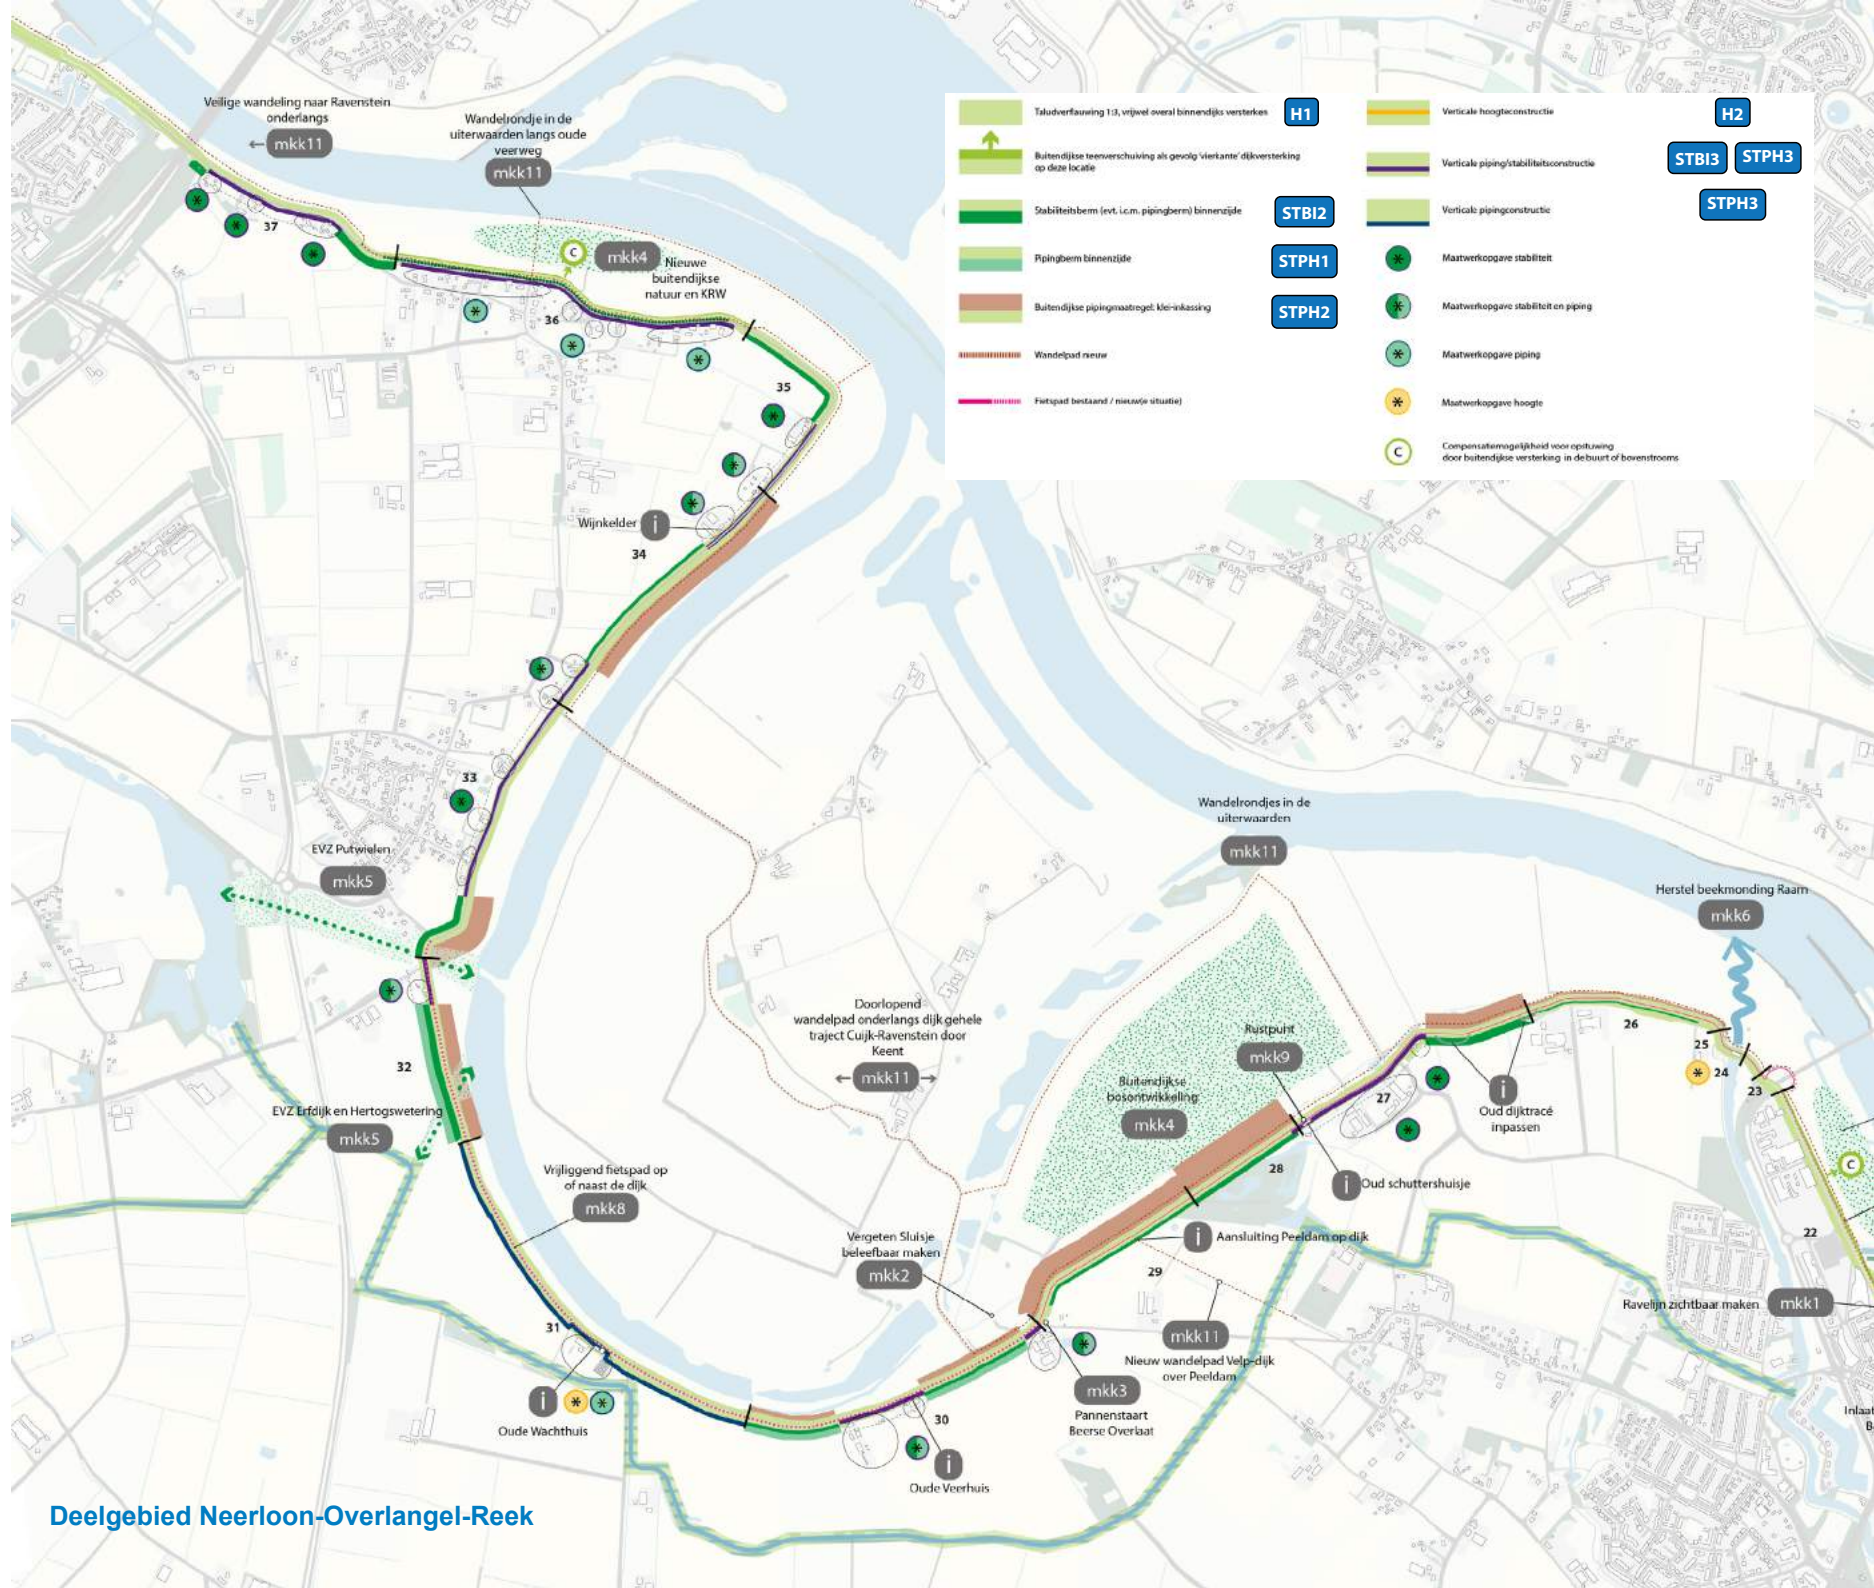 Veilige wandeling naar Ravenstein
onderlangs
← mkk11
Wandelrondje in de
uiterwaarden langs oude
veerweg
mkk11
37
C
mkk4
Nieuwe
buitendijkse
natuur en KRW
36
35
Wijnkelder
i
34
33
EVZ Putwielen
mkk5
32
EVZ Erfdijk en Hertogswetering
mkk5
Vrijliggend fietspad op
of naast de dijk
mkk8
31
i
Oude Wachthuis
Doorlopend
wandelpad onderlangs dijk gehele
traject Cuijk-Ravenstein door
Keent
← mkk11 →
Vergeten Sluisje
beleefbaar maken
mkk2
30
i
Oude Veerhuis
mkk3
Pannenstaart
Beerse Overlaat
Wandelrondjes in de
uiterwaarden
mkk11
Buitendijkse
bosontwikkeling
mkk4
Rustpunt
mkk9
28
27
i
Oud schuttershuisje
i
Aansluiting Peeldam op dijk
29
mkk11
Nieuw wandelpad Velp-dijk
over Peeldam
i
Oud dijktracé
inpassen
26
25
24
23
Herstel beekmonding Raam
mkk6
C
22
Ravelijn zichtbaar maken
mkk1
Inlaat
B
Taludverflauwing 1:3, vrijwel overal binnendijks versterken
H1
Buitendijkse teenverschuiving als gevolg 'vierkante' dijkversterking
op deze locatie
Stabiliteitsberm (evt. i.c.m. pipingberm) binnenzijde
STBI2
Pipingberm binnenzijde
STPH1
Buitendijkse pipingmaatregel: klei-inkassing
STPH2
Wandelpad nieuw
Fietspad bestaand / nieuw(e situatie)
Verticale hoogteconstructie
H2
Verticale piping/stabiliteitsconstructie
STBI3 STPH3
Verticale pipingconstructie
STPH3
Maatwerkopgave stabiliteit
Maatwerkopgave stabiliteit en piping
Maatwerkopgave piping
Maatwerkopgave hoogte
C
Compensatiemogelijkheid voor opstuwing
door buitendijkse versterking in de buurt of bovenstrooms
Deelgebied Neerloon-Overlangel-Reek